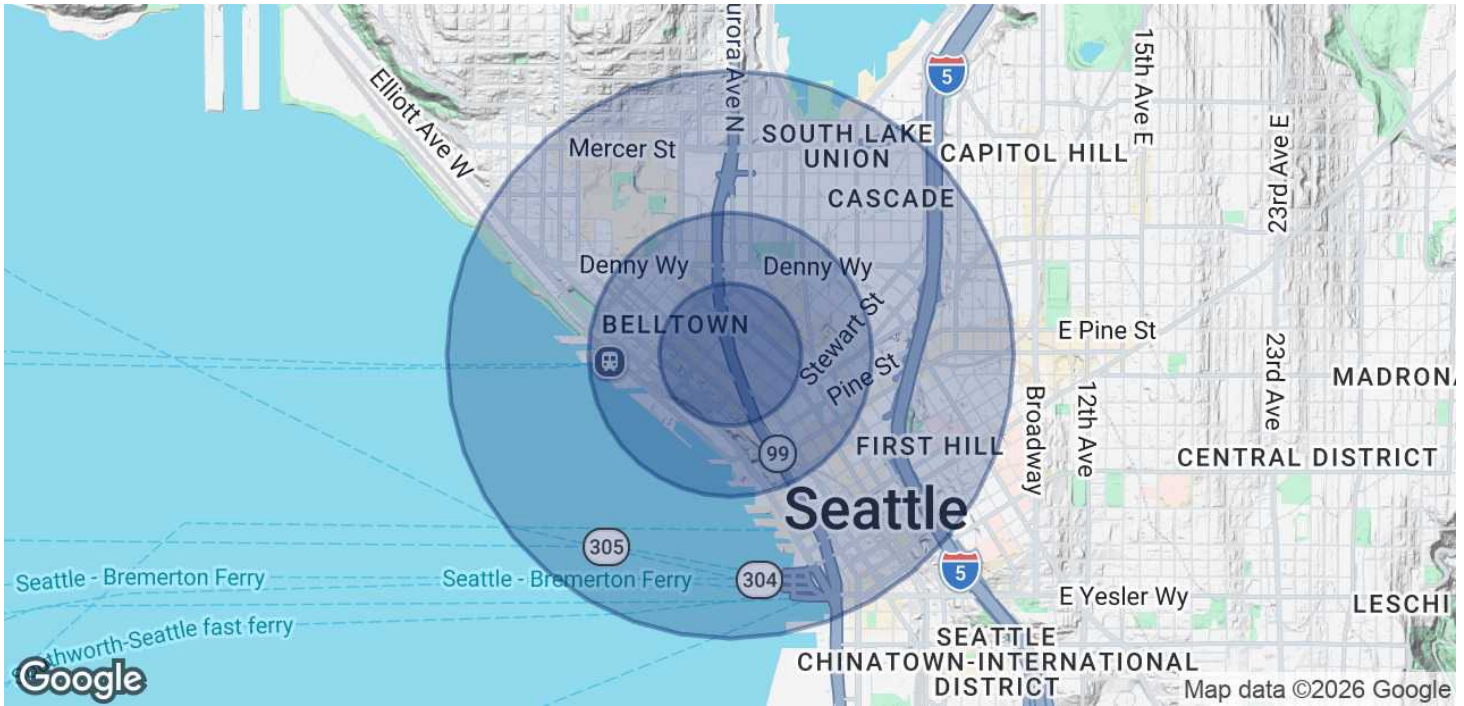 urora Ave N
5
15th Ave E
Elliott Ave W
Mercer St
SOUTH LAKE
UNION
CAPITOL HILL
23rd Ave E
CASCADE
Denny Wy
Denny Wy
BELLTOWN
Stewart St
Pine St
E Pine St
23rd Ave
MADRONA
Broadway
12th Ave
99
FIRST HILL
CENTRAL DISTRICT
Seattle
305
Seattle - Bremerton Ferry
Seattle - Bremerton Ferry
304
5
E Yesler Wy
LESCHI
thworth-Seattle fast ferry
SEATTLE
CHINATOWN-INTERNATIONAL
DISTRICT
Google
Map data ©2026 Google